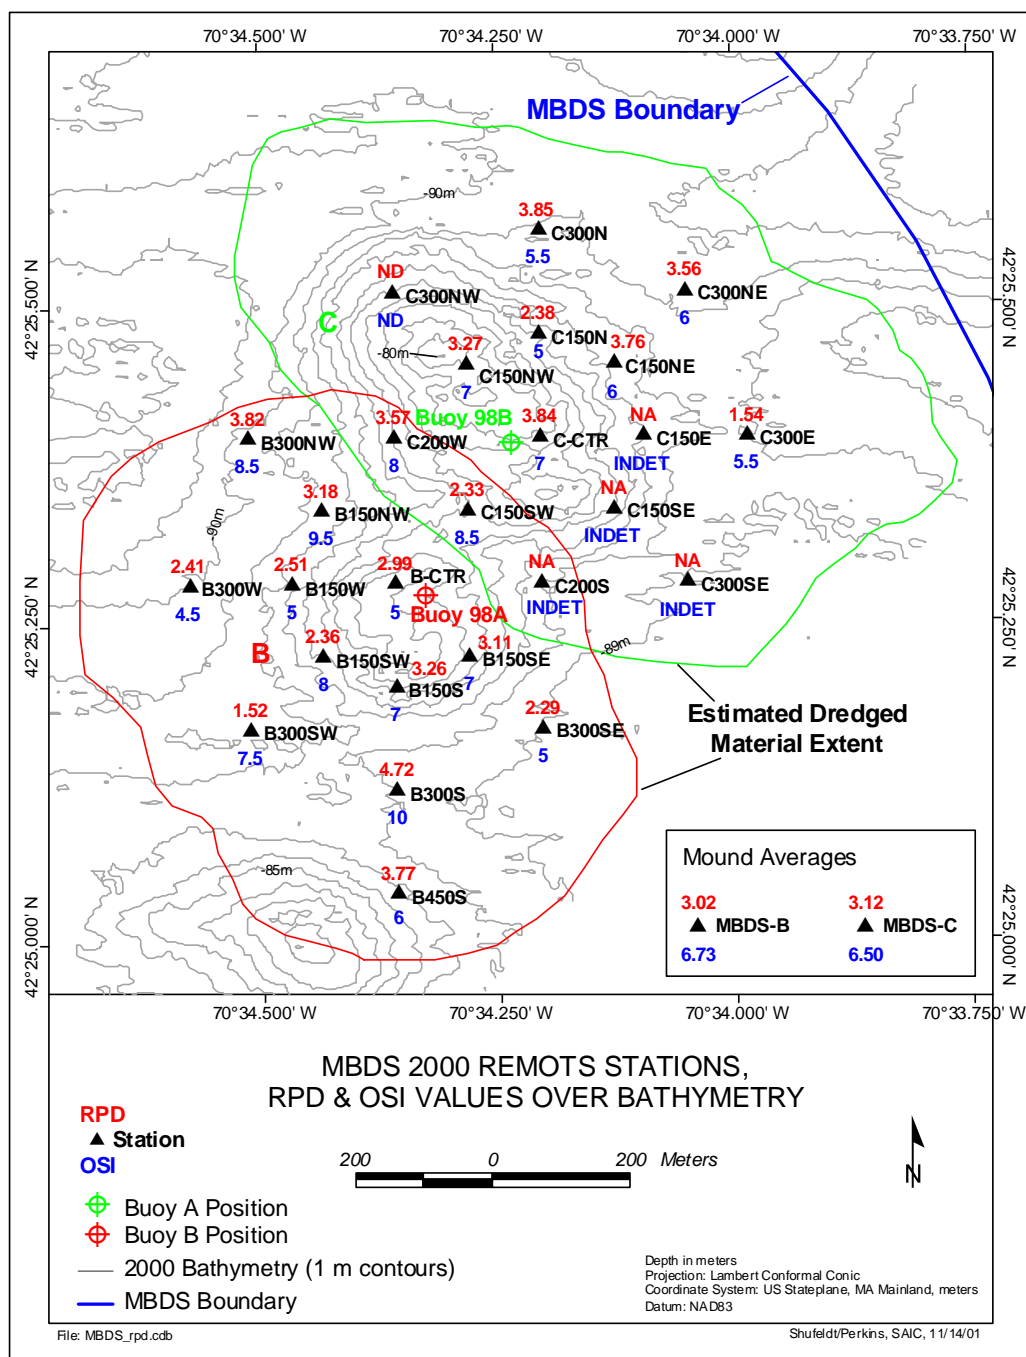 70°34.500' W
70°34.250' W
70°34.000' W
70°33.750' W
MBDS Boundary
-90m
3.85
C300N
5.5
ND
C300NW
ND
3.56
C300NE
6
42°25.500' N
42°25.500' N
C
2.38
C150N
5
-80m
3.27
C150NW
7
3.76
C150NE
6
Buoy 98B
3.82
B300NW
8.5
3.57
C200W
8
3.84
C-CTR
7
NA
C150E
INDET
1.54
C300E
5.5
3.18
B150NW
9.5
2.33
C150SW
8.5
NA
C150SE
INDET
-90m
2.41
B300W
4.5
2.51
B150W
5
2.99
B-CTR
5
Buoy 98A
NA
C200S
INDET
NA
C300SE
INDET
42°25.250' N
42°25.250' N
B
2.36
B150SW
8
3.26
B150S
7
3.11
B150SE
7
-89m
1.52
B300SW
7.5
2.29
B300SE
5
Estimated Dredged
Material Extent
4.72
B300S
10
-85m
3.77
B450S
6
Mound Averages
3.02
MBDS-B
6.73
3.12
MBDS-C
6.50
42°25.000' N
42°25.000' N
70°34.500' W
70°34.250' W
70°34.000' W
70°33.750' W
MBDS 2000 REMOTS STATIONS,
RPD & OSI VALUES OVER BATHYMETRY
RPD
Station
OSI
200 0 200 Meters
N
Buoy A Position
Buoy B Position
2000 Bathymetry (1 m contours)
MBDS Boundary
Depth in meters
Projection: Lambert Conformal Conic
Coordinate System: US Stateplane, MA Mainland, meters
Datum: NAD83
File: MBDS_rpd.cdb
Shufeldt/Perkins, SAIC, 11/14/01